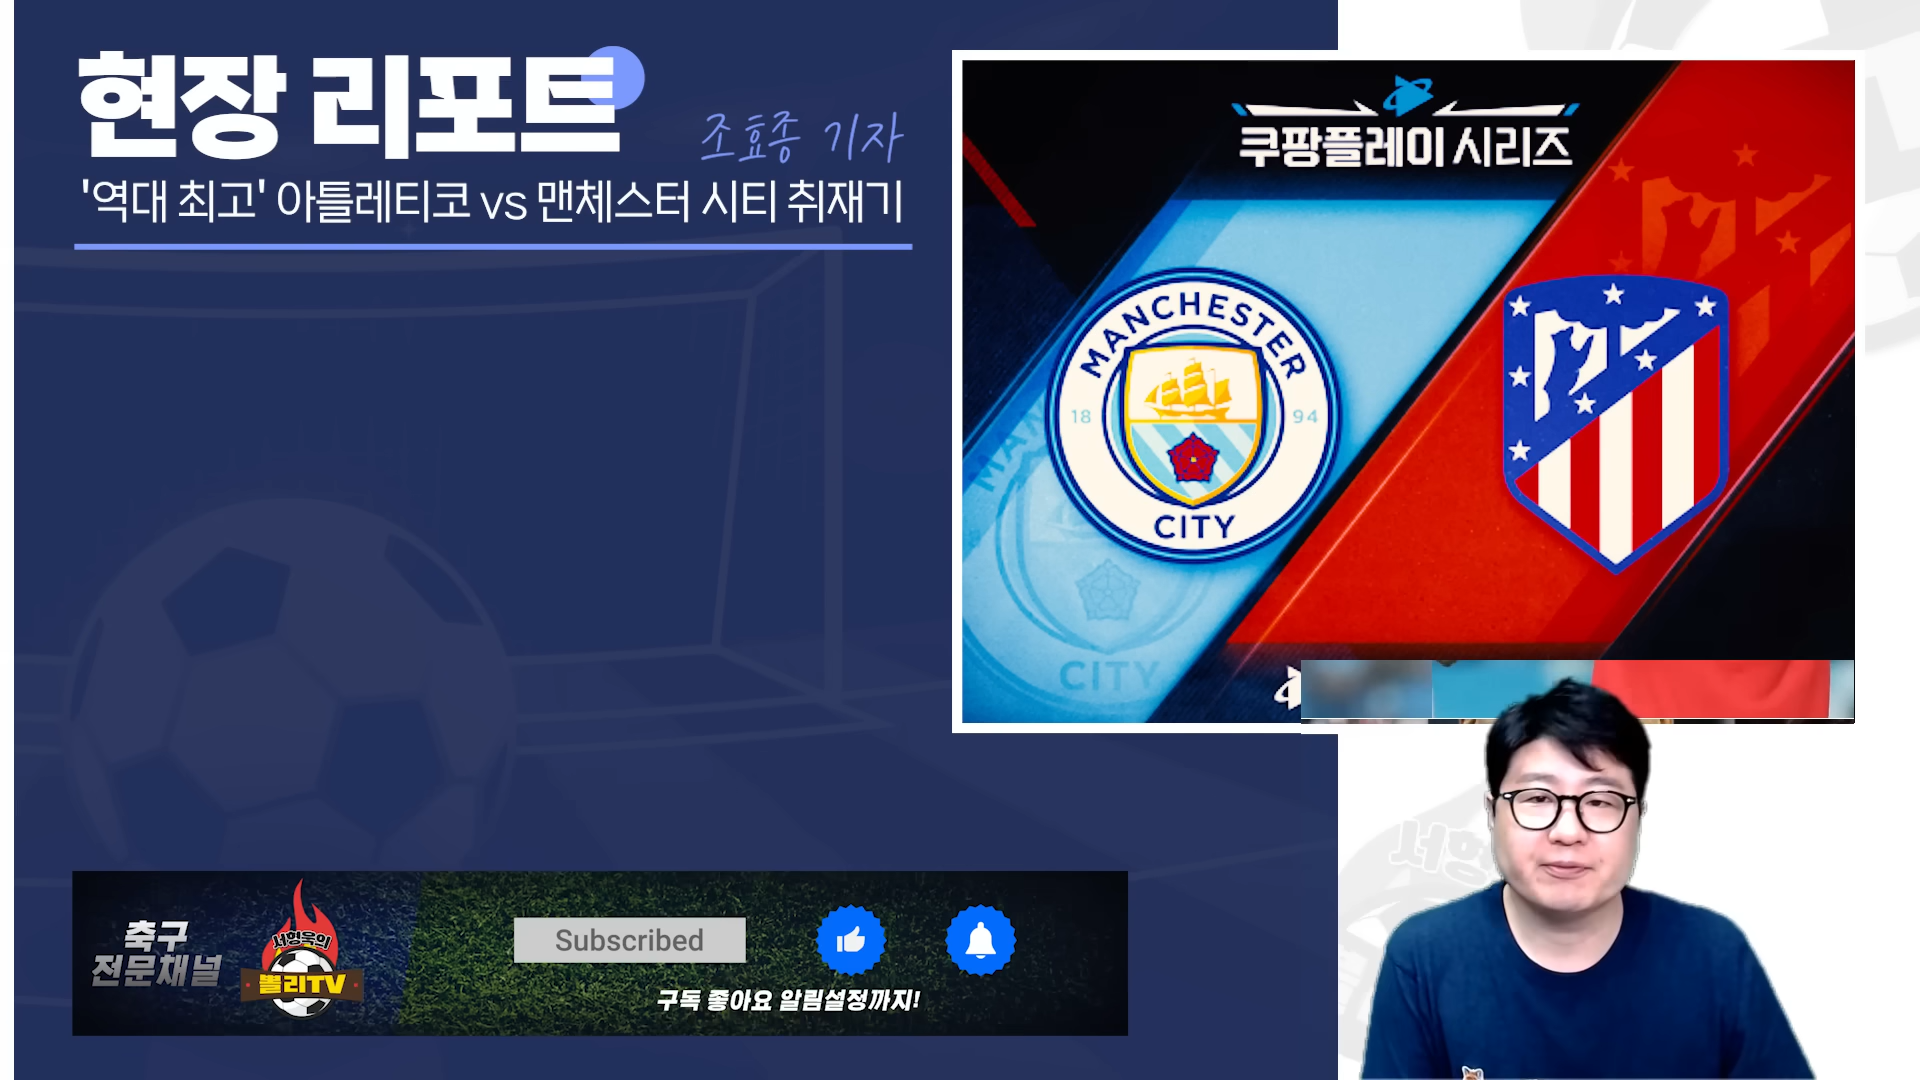 현장 리포트
조효종 기자
'역대 최고' 아틀레티코 vs 맨체스터 시티 취재기
쿠팡플레이 시리즈
MANCHESTER
18 94
CITY
MAN
CITY
축구
전문채널
서형욱의
뽈리TV
Subscribed
구독 좋아요 알림설정까지!
서형